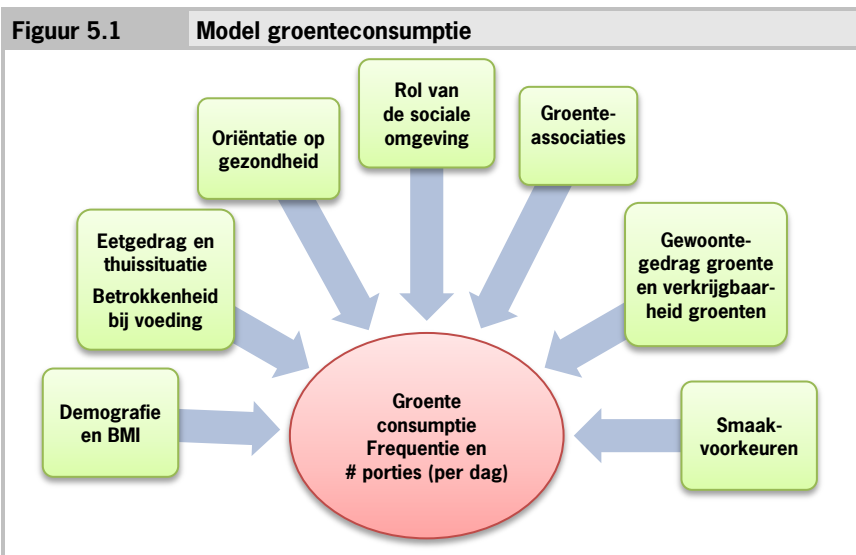 Figuur 5.1 Model groenteconsumptie
Rol van
de sociale
omgeving
Oriëntatie op
gezondheid
Groente-
associaties
Eetgedrag en
thuissituatie
Betrokkenheid
bij voeding
Gewoonte-
gedrag groente
en verkrijgbaar-
heid groenten
Demografie
en BMI
Groente
consumptie
Frequentie en
# porties (per dag)
Smaak-
voorkeuren